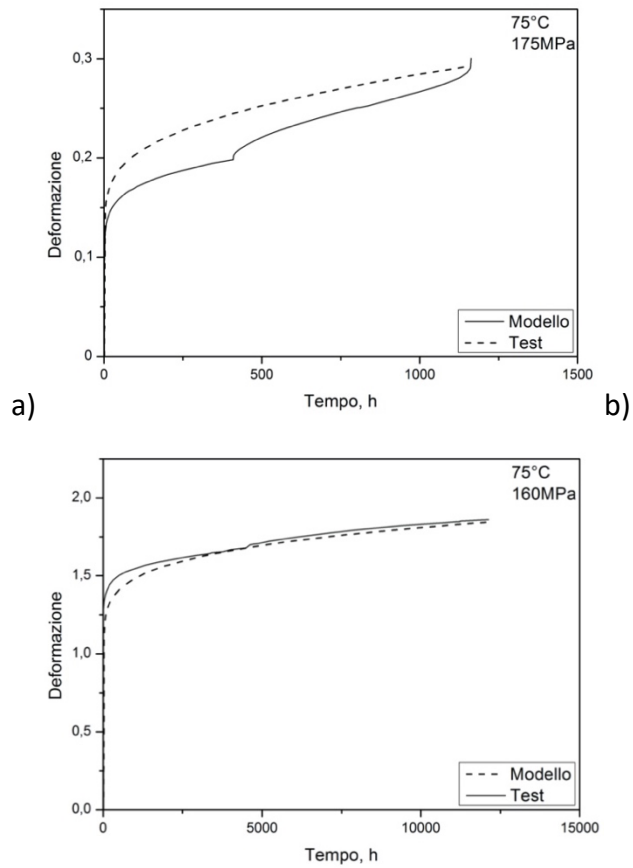 75°C
175MPa
0,3
0,2
0,1
0
Deformazione
Modello
Test
0
500
1000
1500
Tempo, h
a)
b)
75°C
160MPa
2,0
1,5
1,0
0,5
0,0
Deformazione
Modello
Test
0
5000
10000
15000
Tempo, h